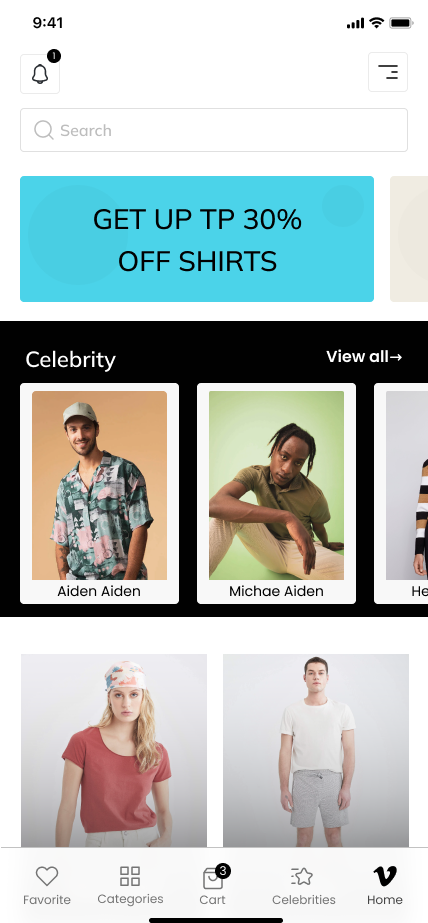 9:41
1
Search
GET UP TP 30%
OFF SHIRTS
Celebrity
View all→
Aiden Aiden
Michae Aiden
He
Favorite
Categories
3
Cart
Celebrities
Home